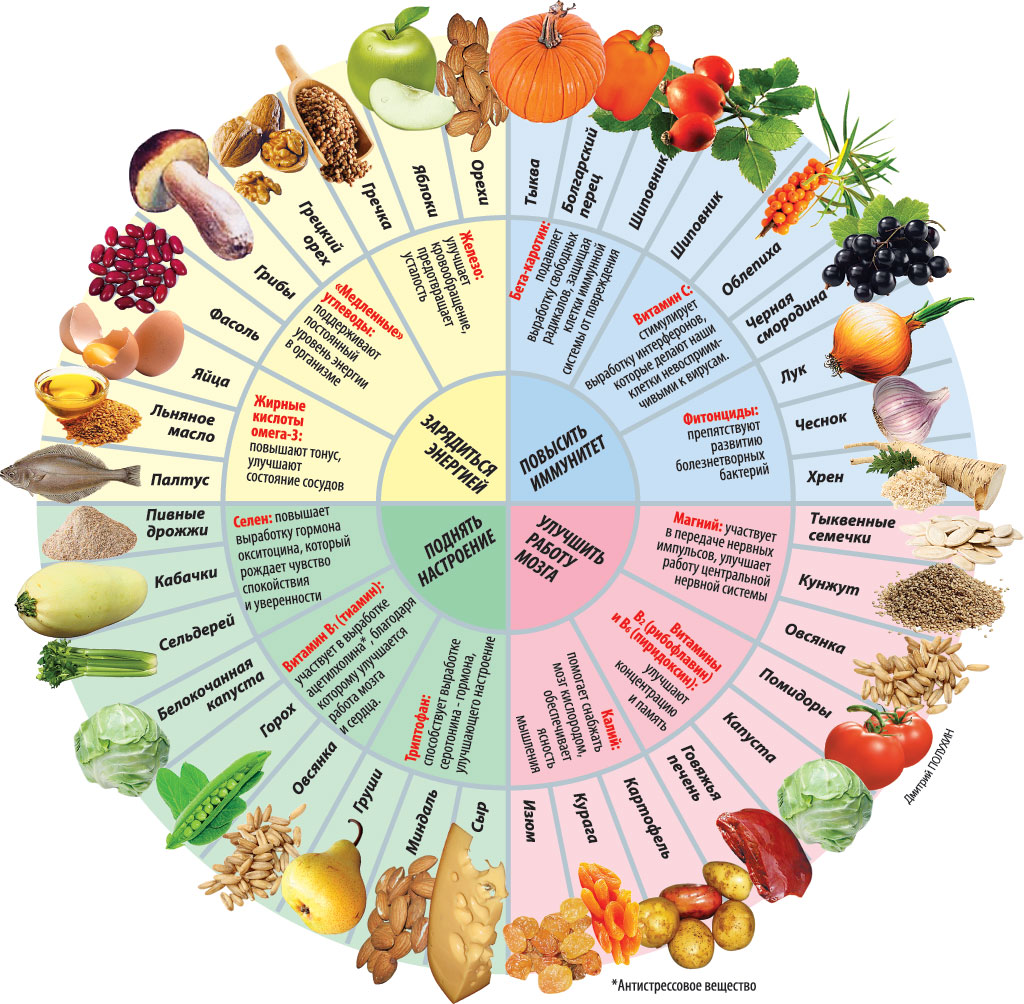 ЗАРЯДИТЬСЯ
ЭНЕРГИЕЙ
Железо:
улучшает
кровообращение,
предотвращает
усталость
Орехи
Яблоки
Гречка
«Медленные»
углеводы:
поддерживают
постоянный
уровень энергии
в организме
Грецкий
орех
Грибы
Фасоль
Жирные
кислоты
омега-3:
повышают тонус,
улучшают
состояние сосудов
Яйца
Льняное
масло
Палтус
ПОВЫСИТЬ
ИММУНИТЕТ
Бета-каротин:
подавляет
выработку свободных
радикалов, защищая
клетки иммунной
системы от повреждения
Тыква
Болгарский
перец
Шиповник
Витамин С:
стимулирует
выработку интерферонов,
которые делают наши
клетки невосприим-
чивыми к вирусам.
Шиповник
Облепиха
Черная
смородина
Фитонциды:
препятствуют
развитию
болезнетворных
бактерий
Лук
Чеснок
Хрен
УЛУЧШИТЬ
РАБОТУ
МОЗГА
Магний: участвует
в передаче нервных
импульсов, улучшает
работу центральной
нервной системы
Тыквенные
семечки
Кунжут
Овсянка
Витамины
В₂ (рибофлавин)
и В₆ (пиридоксин):
улучшают
концентрацию
и память
Помидоры
Капуста
Говяжья
печень
Калий:
помогает снабжать
мозг кислородом,
обеспечивает
ясность
мышления
Картофель
Курага
Изюм
ПОДНЯТЬ
НАСТРОЕНИЕ
Селен: повышает
выработку гормона
окситоцина, который
рождает чувство
спокойствия
и уверенности
Пивные
дрожжи
Кабачки
Сельдерей
Витамин В₁ (тиамин):
участвует в выработке
ацетилхолина*, благодаря
которому улучшается
работа мозга
и сердца.
Белокочанная
капуста
Горох
Овсянка
Триптофан:
способствует выработке
серотонина - гормона,
улучшающего настроение
Груши
Миндаль
Сыр
Дмитрий ПОЛУХИН
*Антистрессовое вещество